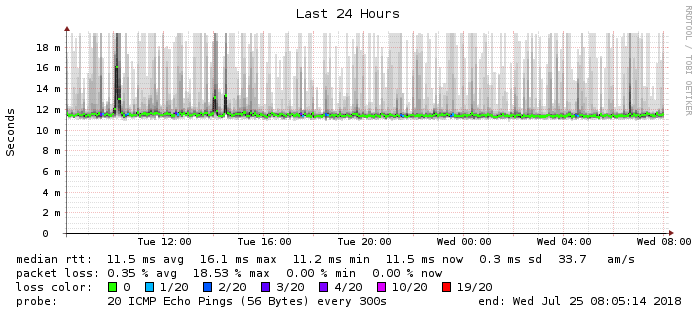 Last 24 Hours
RRDTOOL / TOBI OETIKER
Seconds
18 m
16 m
14 m
12 m
10 m
8 m
6 m
4 m
2 m
0
Tue 12:00 Tue 16:00 Tue 20:00 Wed 00:00 Wed 04:00 Wed 08:00
median rtt: 11.5 ms avg 16.1 ms max 11.2 ms min 11.5 ms now 0.3 ms sd 33.7 am/s
packet loss: 0.35 % avg 18.53 % max 0.00 % min 0.00 % now
loss color: 0 1/20 2/20 3/20 4/20 10/20 19/20
probe: 20 ICMP Echo Pings (56 Bytes) every 300s end: Wed Jul 25 08:05:14 2018